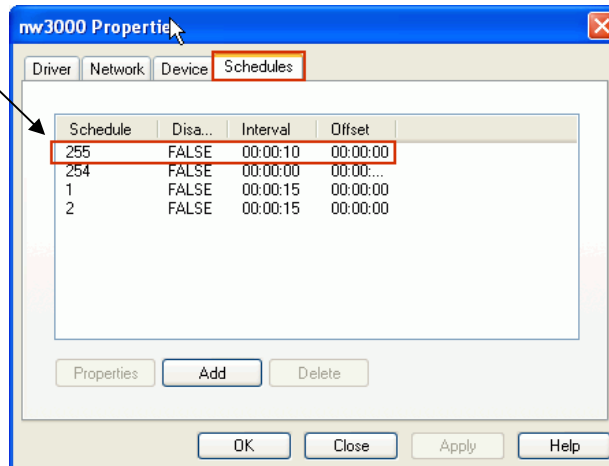 nw3000 Properties
Driver Network Device Schedules
Schedule Disa... Interval Offset
255 FALSE 00:00:10 00:00:00
254 FALSE 00:00:00 00:00:...
1 FALSE 00:00:15 00:00:00
2 FALSE 00:00:15 00:00:00
Properties Add Delete
OK Close Apply Help